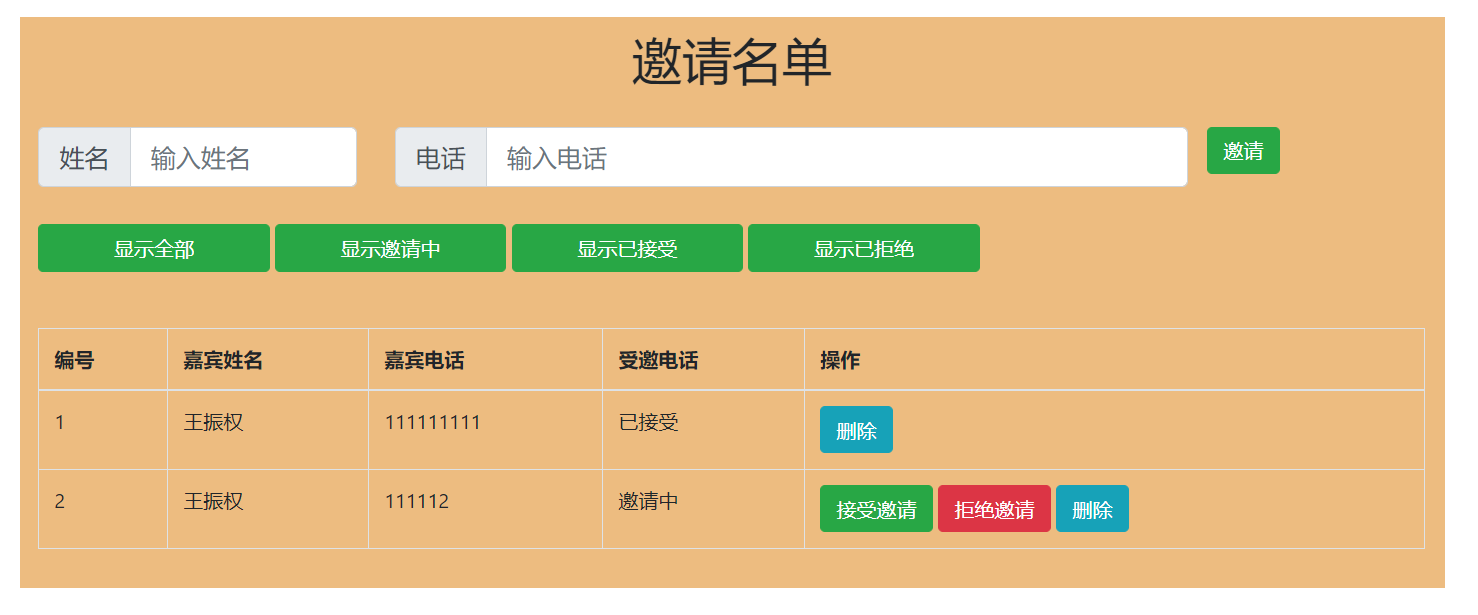 邀请名单
姓名 输入姓名 电话 输入电话 邀请
显示全部 显示邀请中 显示已接受 显示已拒绝
编号 嘉宾姓名 嘉宾电话 受邀电话 操作
1 王振权 111111111 已接受 删除
2 王振权 111112 邀请中 接受邀请 拒绝邀请 删除